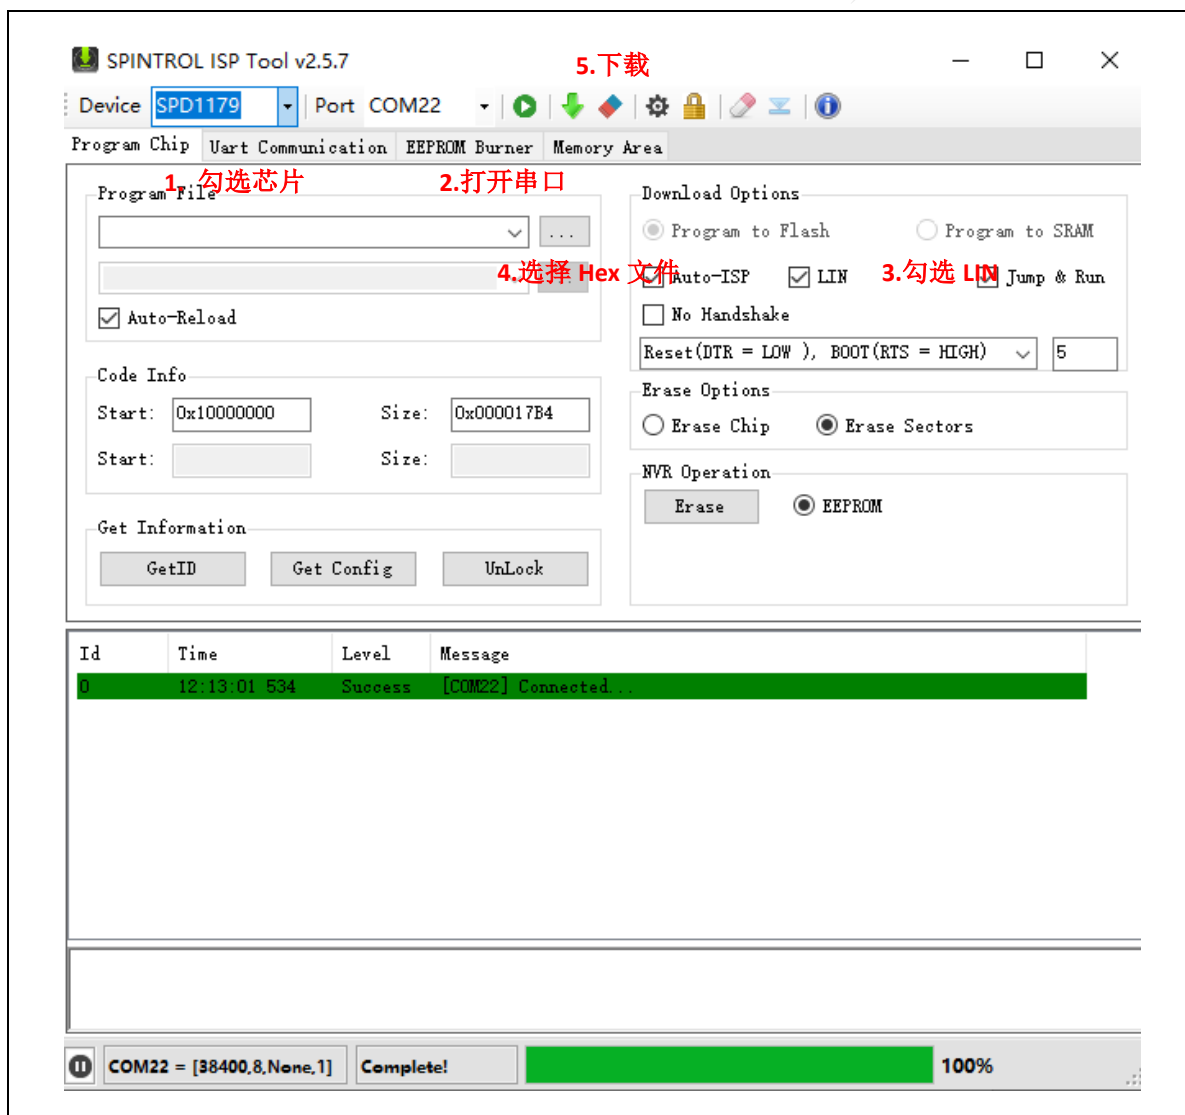 SPINTROL ISP Tool v2.5.7
5.下载
Device SPD1179 Port COM22
Program Chip Uart Communication EEPROM Burner Memory Area
1、勾选芯片 2.打开串口
Program File
Download Options
...
Program to Flash Program to SRAM
4.选择 Hex 文件 3.勾选 LIN
Auto-ISP LIN Jump & Run
Auto-Reload
No Handshake
Reset(DTR = LOW ), BOOT(RTS = HIGH) 5
Code Info
Start: 0x10000000 Size: 0x000017B4
Start: Size:
Erase Options
Erase Chip Erase Sectors
NVR Operation
Erase EEPROM
Get Information
GetID Get Config UnLock
Id Time Level Message
0 12:13:01 534 Success [COM22] Connected...
COM22 = [38400,8,None,1] Complete! 100%